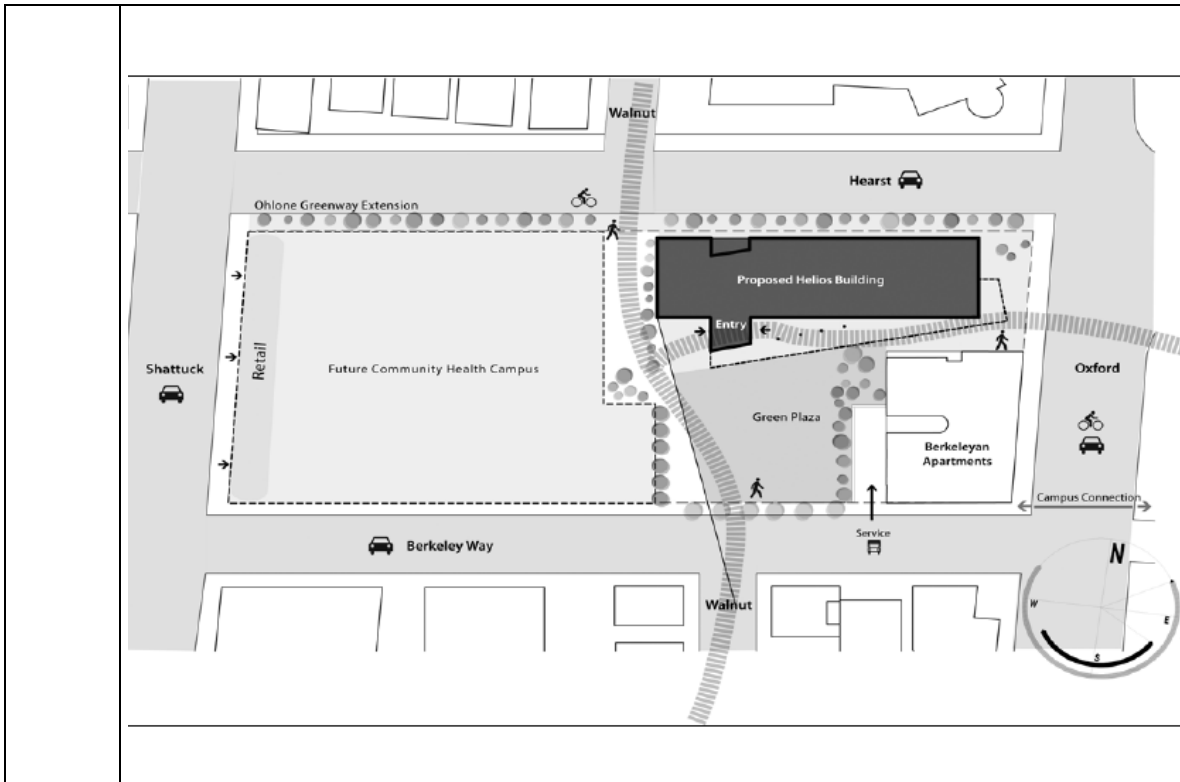 Walnut
Hearst
Ohlone Greenway Extension
Proposed Helios Building
Entry
Shattuck
Retail
Future Community Health Campus
Oxford
Green Plaza
Berkeleyan
Apartments
Campus Connection
Service
Berkeley Way
N
W
E
S
Walnut